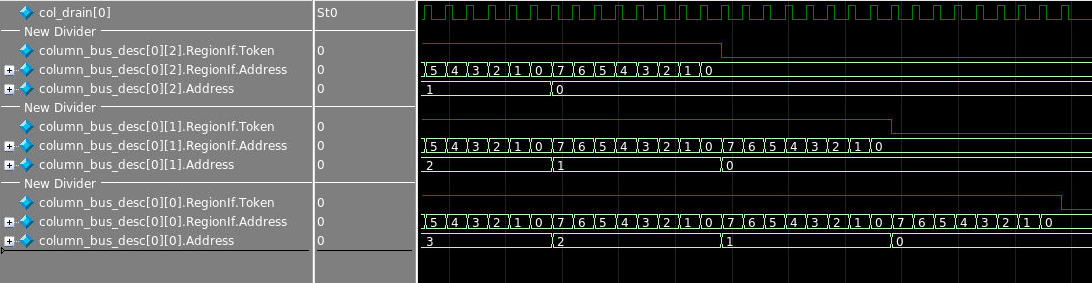 col_drain[0] St0
New Divider
column_bus_desc[0][2].RegionIf.Token 0
column_bus_desc[0][2].RegionIf.Address 0 5 4 3 2 1 0 7 6 5 4 3 2 1 0
column_bus_desc[0][2].Address 0 1 0
New Divider
column_bus_desc[0][1].RegionIf.Token 0
column_bus_desc[0][1].RegionIf.Address 0 5 4 3 2 1 0 7 6 5 4 3 2 1 0 7 6 5 4 3 2 1 0
column_bus_desc[0][1].Address 0 2 1 0
New Divider
column_bus_desc[0][0].RegionIf.Token 0
column_bus_desc[0][0].RegionIf.Address 0 5 4 3 2 1 0 7 6 5 4 3 2 1 0 7 6 5 4 3 2 1 0 7 6 5 4 3 2 1 0
column_bus_desc[0][0].Address 0 3 2 1 0